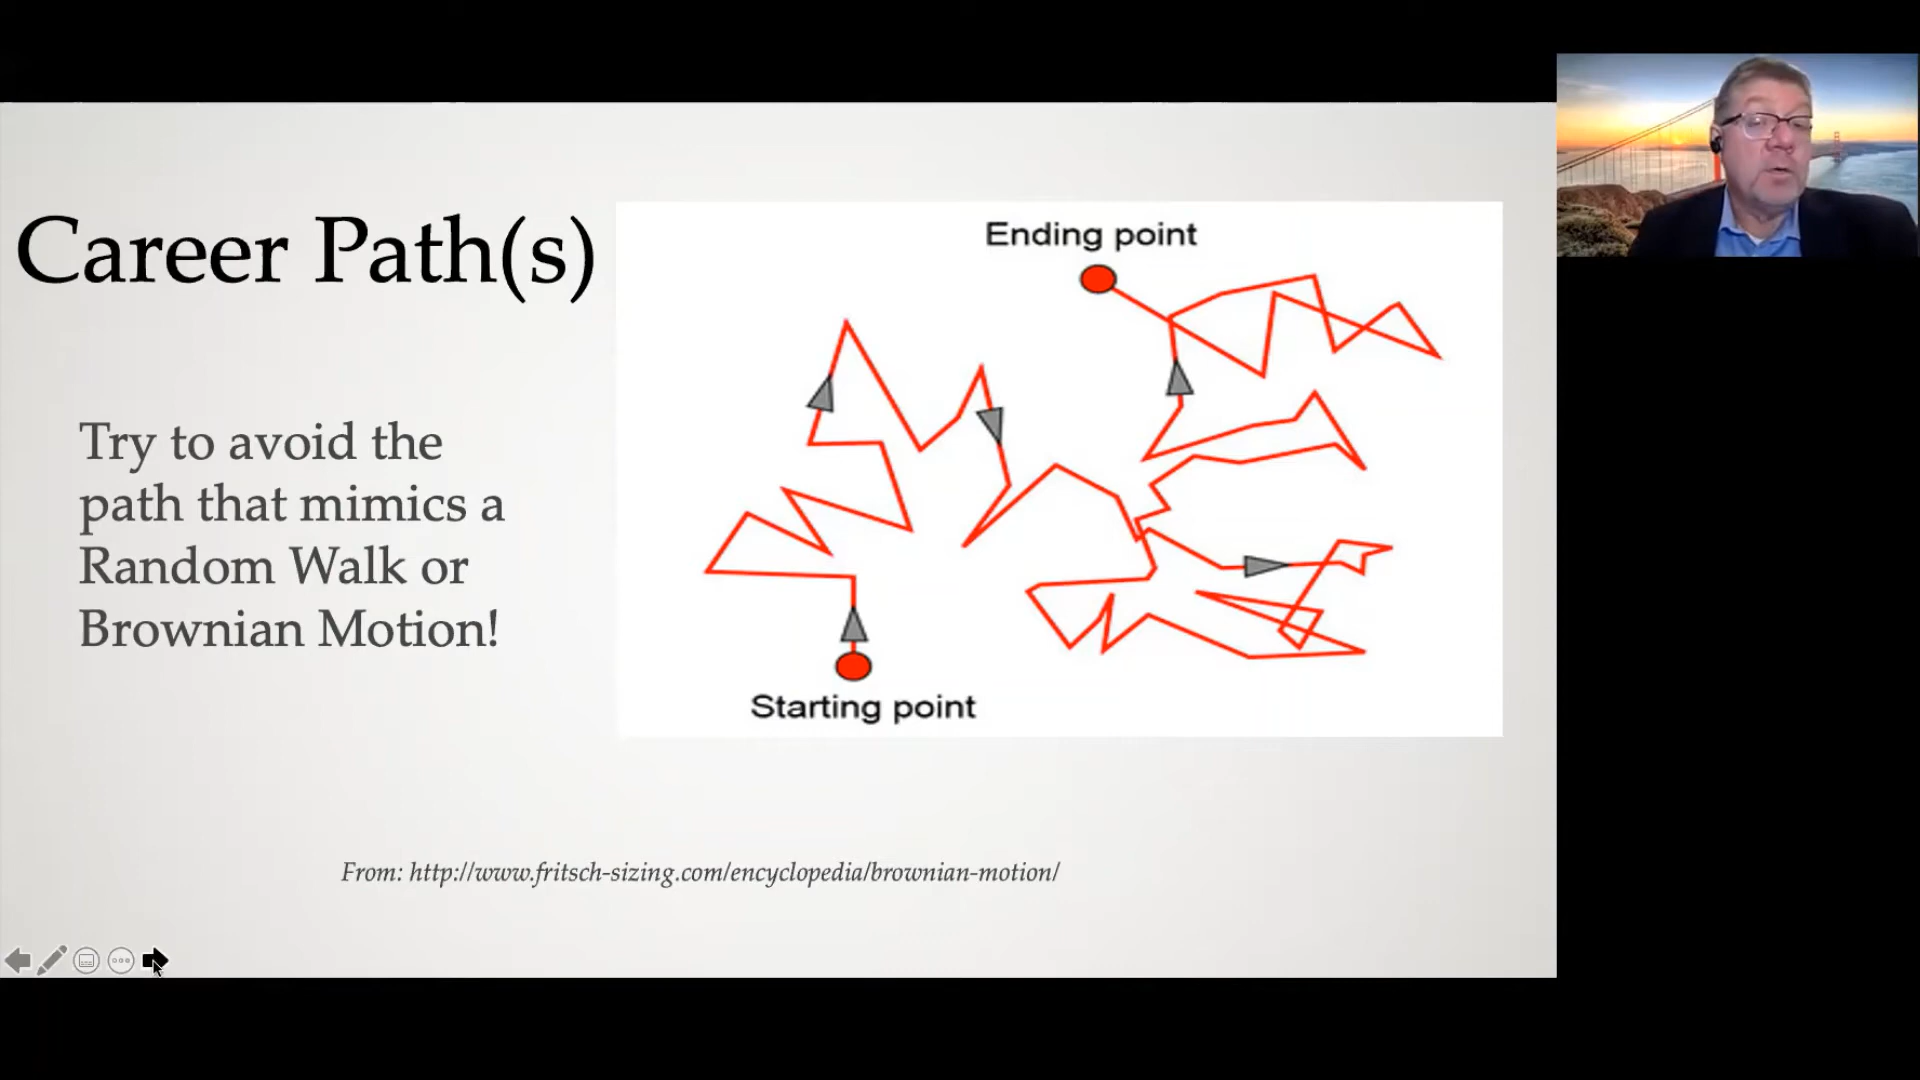 Career Path(s)
Try to avoid the
path that mimics a
Random Walk or
Brownian Motion!
Ending point
Starting point
From: http://www.fritsch-sizing.com/encyclopedia/brownian-motion/